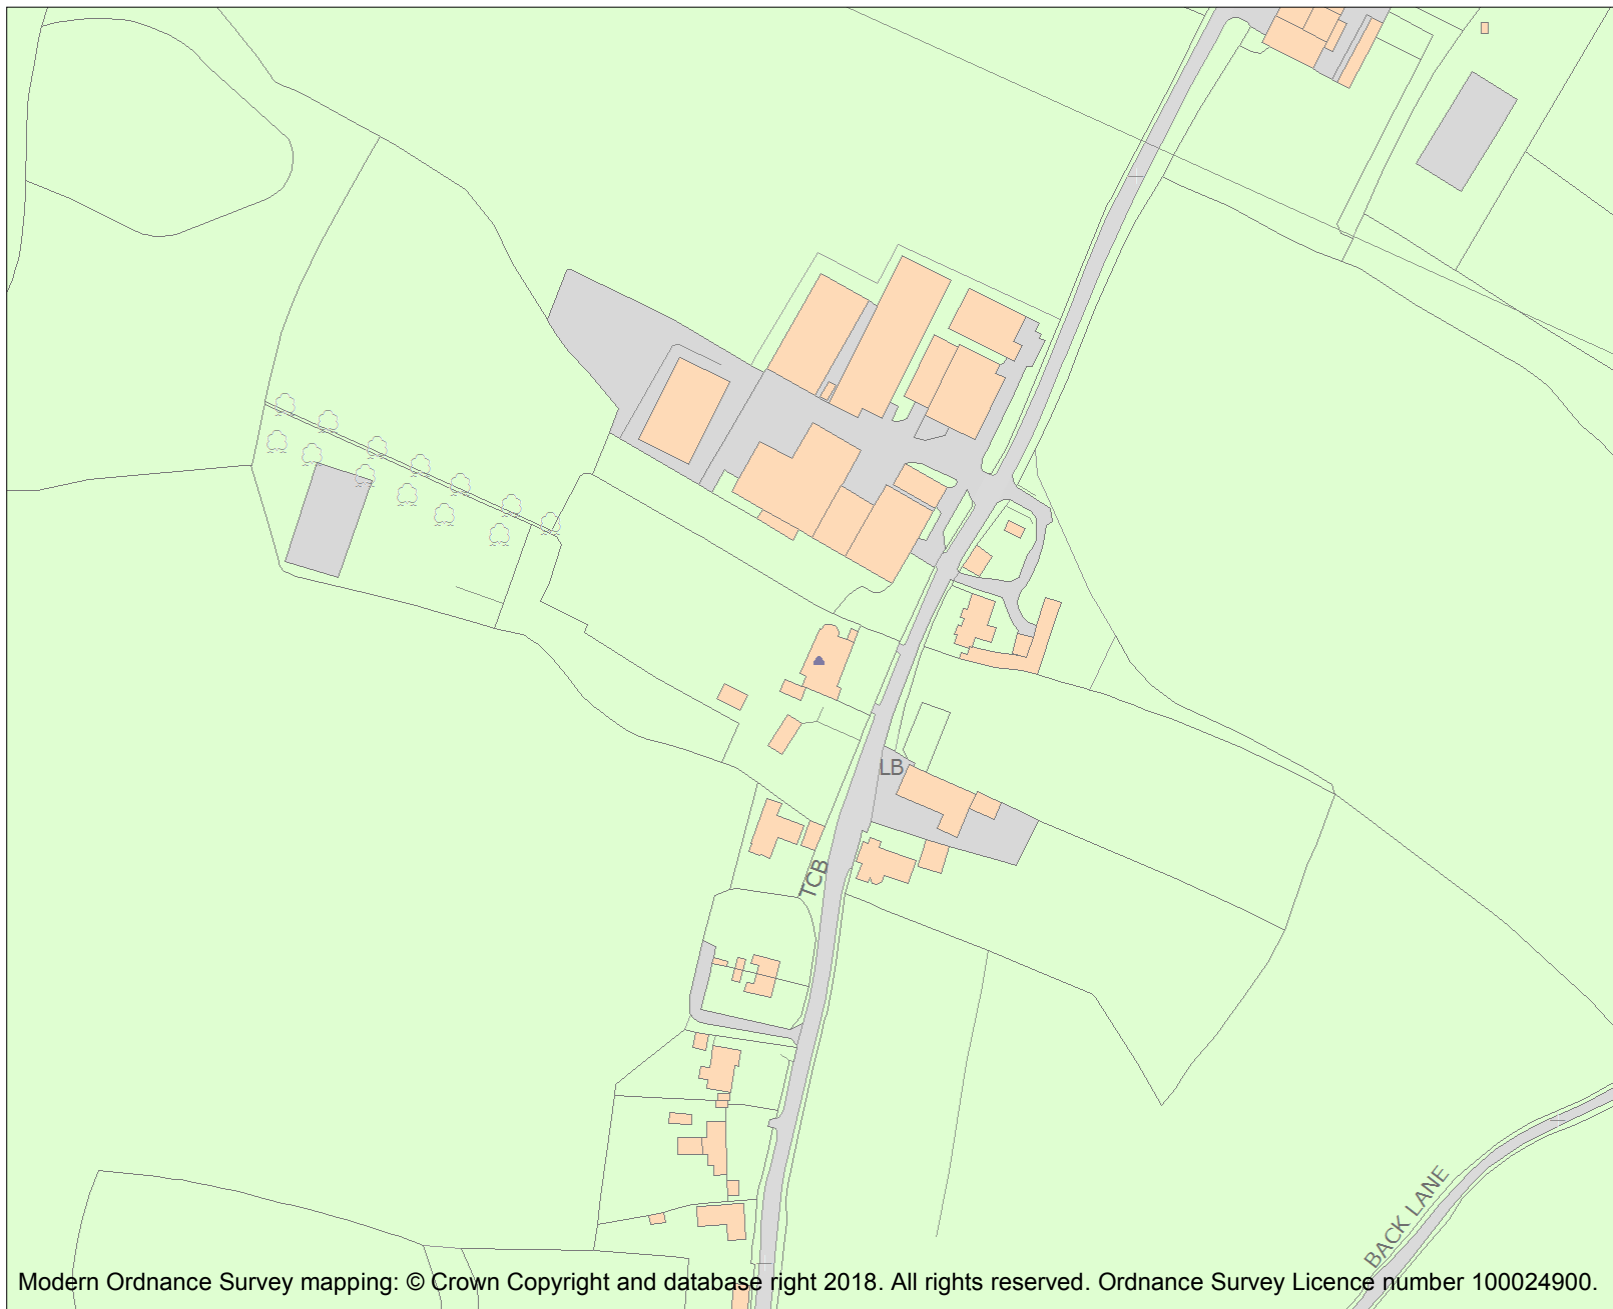 LB
TCB
BACK LANE
Modern Ordnance Survey mapping: © Crown Copyright and database right 2018. All rights reserved. Ordnance Survey Licence number 100024900.